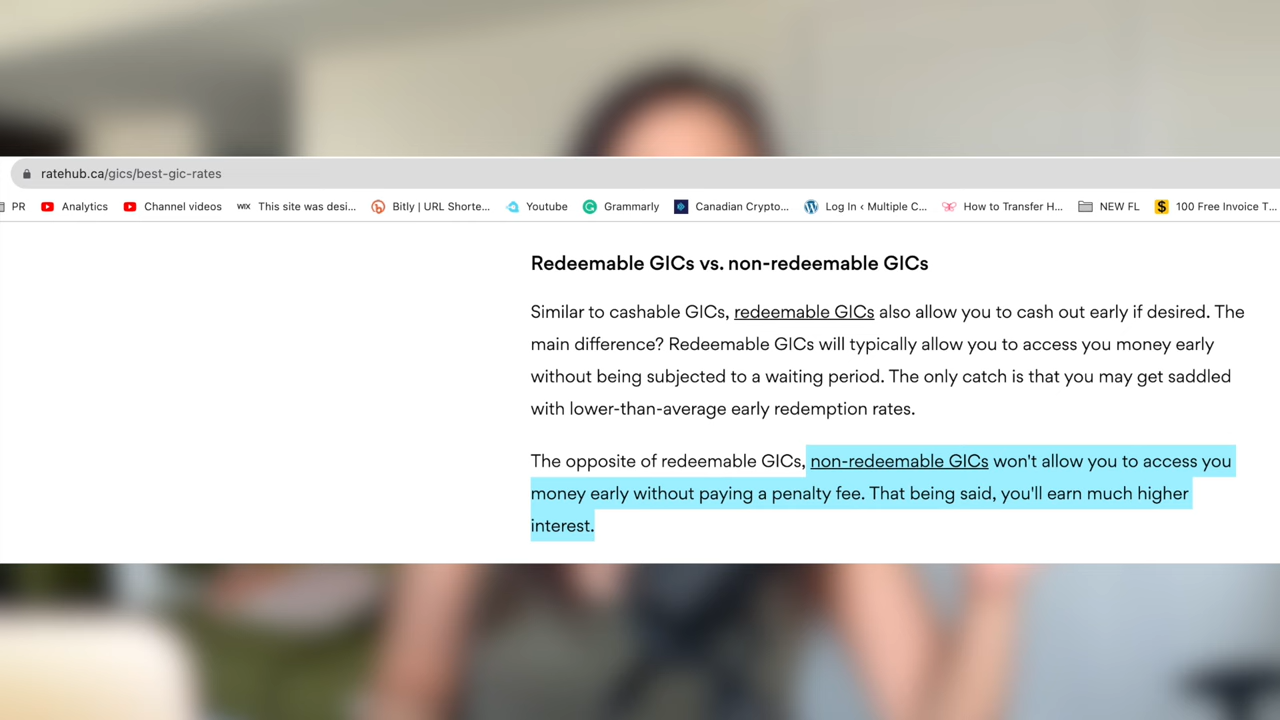 ratehub.ca/gics/best-gic-rates
PR Analytics Channel videos WIX This site was desi... Bitly | URL Shorte... Youtube Grammarly Canadian Crypto... Log In ‹ Multiple C... How to Transfer H... NEW FL $ 100 Free Invoice T...
Redeemable GICs vs. non-redeemable GICs
Similar to cashable GICs, redeemable GICs also allow you to cash out early if desired. The
main difference? Redeemable GICs will typically allow you to access you money early
without being subjected to a waiting period. The only catch is that you may get saddled
with lower-than-average early redemption rates.
The opposite of redeemable GICs, non-redeemable GICs won't allow you to access you
money early without paying a penalty fee. That being said, you'll earn much higher
interest.